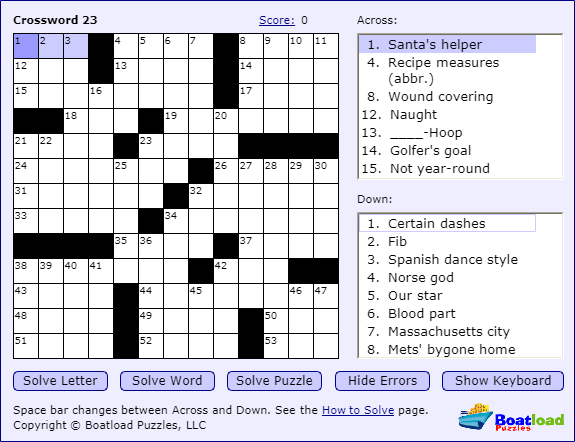 Crossword 23
Score: 0
1 2 3 4 5 6 7 8 9 10 11
12 13 14
15 16 17
18 19 20
21 22 23
24 25 26 27 28 29 30
31 32
33 34
35 36 37
38 39 40 41 42
43 44 45 46 47
48 49 50
51 52 53
Across:
1. Santa's helper
4. Recipe measures
(abbr.)
8. Wound covering
12. Naught
13. ____-Hoop
14. Golfer's goal
15. Not year-round
Down:
1. Certain dashes
2. Fib
3. Spanish dance style
4. Norse god
5. Our star
6. Blood part
7. Massachusetts city
8. Mets' bygone home
Solve Letter Solve Word Solve Puzzle Hide Errors Show Keyboard
Space bar changes between Across and Down. See the How to Solve page.
Copyright © Boatload Puzzles, LLC
Boatload
Puzzles